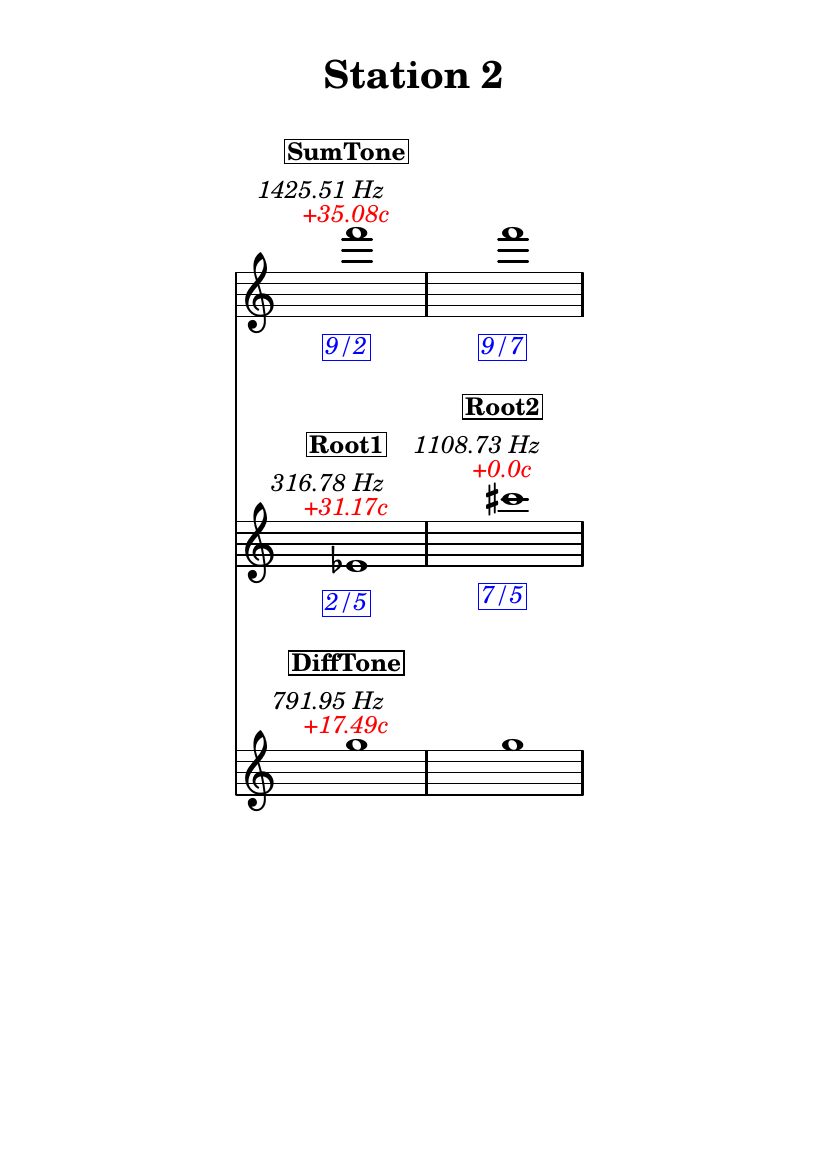 Station 2
SumTone
1425.51 Hz
+35.08c
9/2 9/7
Root2
Root1 1108.73 Hz
316.78 Hz +0.0c
+31.17c
2/5 7/5
DiffTone
791.95 Hz
+17.49c